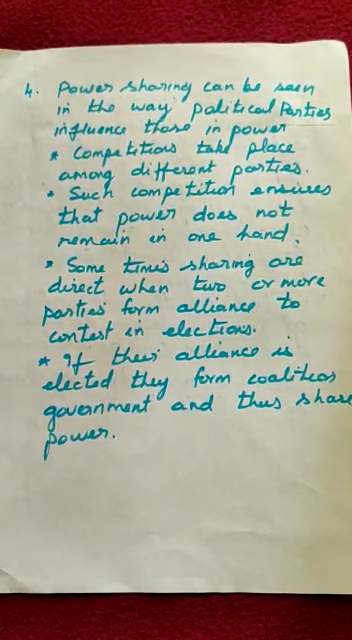 4. Power sharing can be seen
in the way political Parties
influence those in power
* Competitions take place
among different parties.
* Such competition ensures
that power does not
remain in one hand.
* Some times sharing are
direct when two or more
parties form alliance to
contest in elections.
* If their alliance is
elected they form coalition
government and thus share
power.